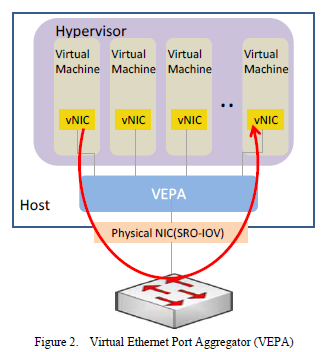 Hypervisor
Virtual Machine
Virtual Machine
Virtual Machine
Virtual Machine
vNIC
vNIC
vNIC
vNIC
VEPA
Host
Physical NIC(SRO-IOV)
Figure 2. Virtual Ethernet Port Aggregator (VEPA)